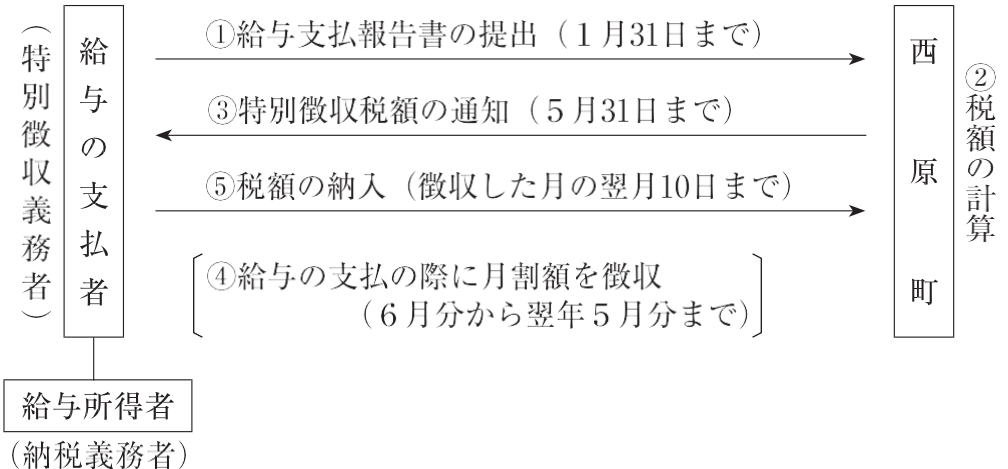 (特別徴収義務者)
給与の支払者
①給与支払報告書の提出(1月31日まで)
③特別徴収税額の通知(5月31日まで)
⑤税額の納入(徴収した月の翌月10日まで)
④給与の支払の際に月割額を徴収
(6月分から翌年5月分まで)
西原町
②税額の計算
給与所得者
(納税義務者)